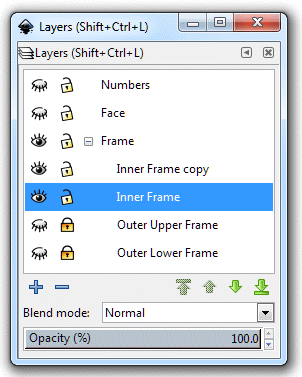 Layers (Shift+Ctrl+L)
Layers (Shift+Ctrl+L)
Numbers
Face
Frame
Inner Frame copy
Inner Frame
Outer Upper Frame
Outer Lower Frame
Blend mode: Normal
Opacity (%) 100.0